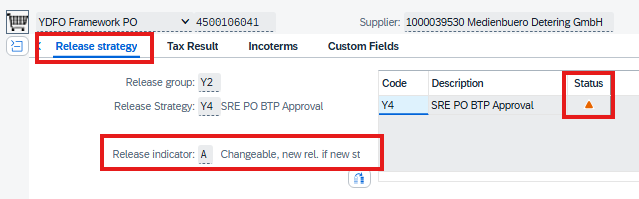 YDFO Framework PO 4500106041 Supplier: 1000039530 Medienbuero Detering GmbH
Release strategy Tax Result Incoterms Custom Fields
Release group: Y2
Code Description Status
Release Strategy: Y4 SRE PO BTP Approval
Y4 SRE PO BTP Approval
Release indicator: A Changeable, new rel. if new st